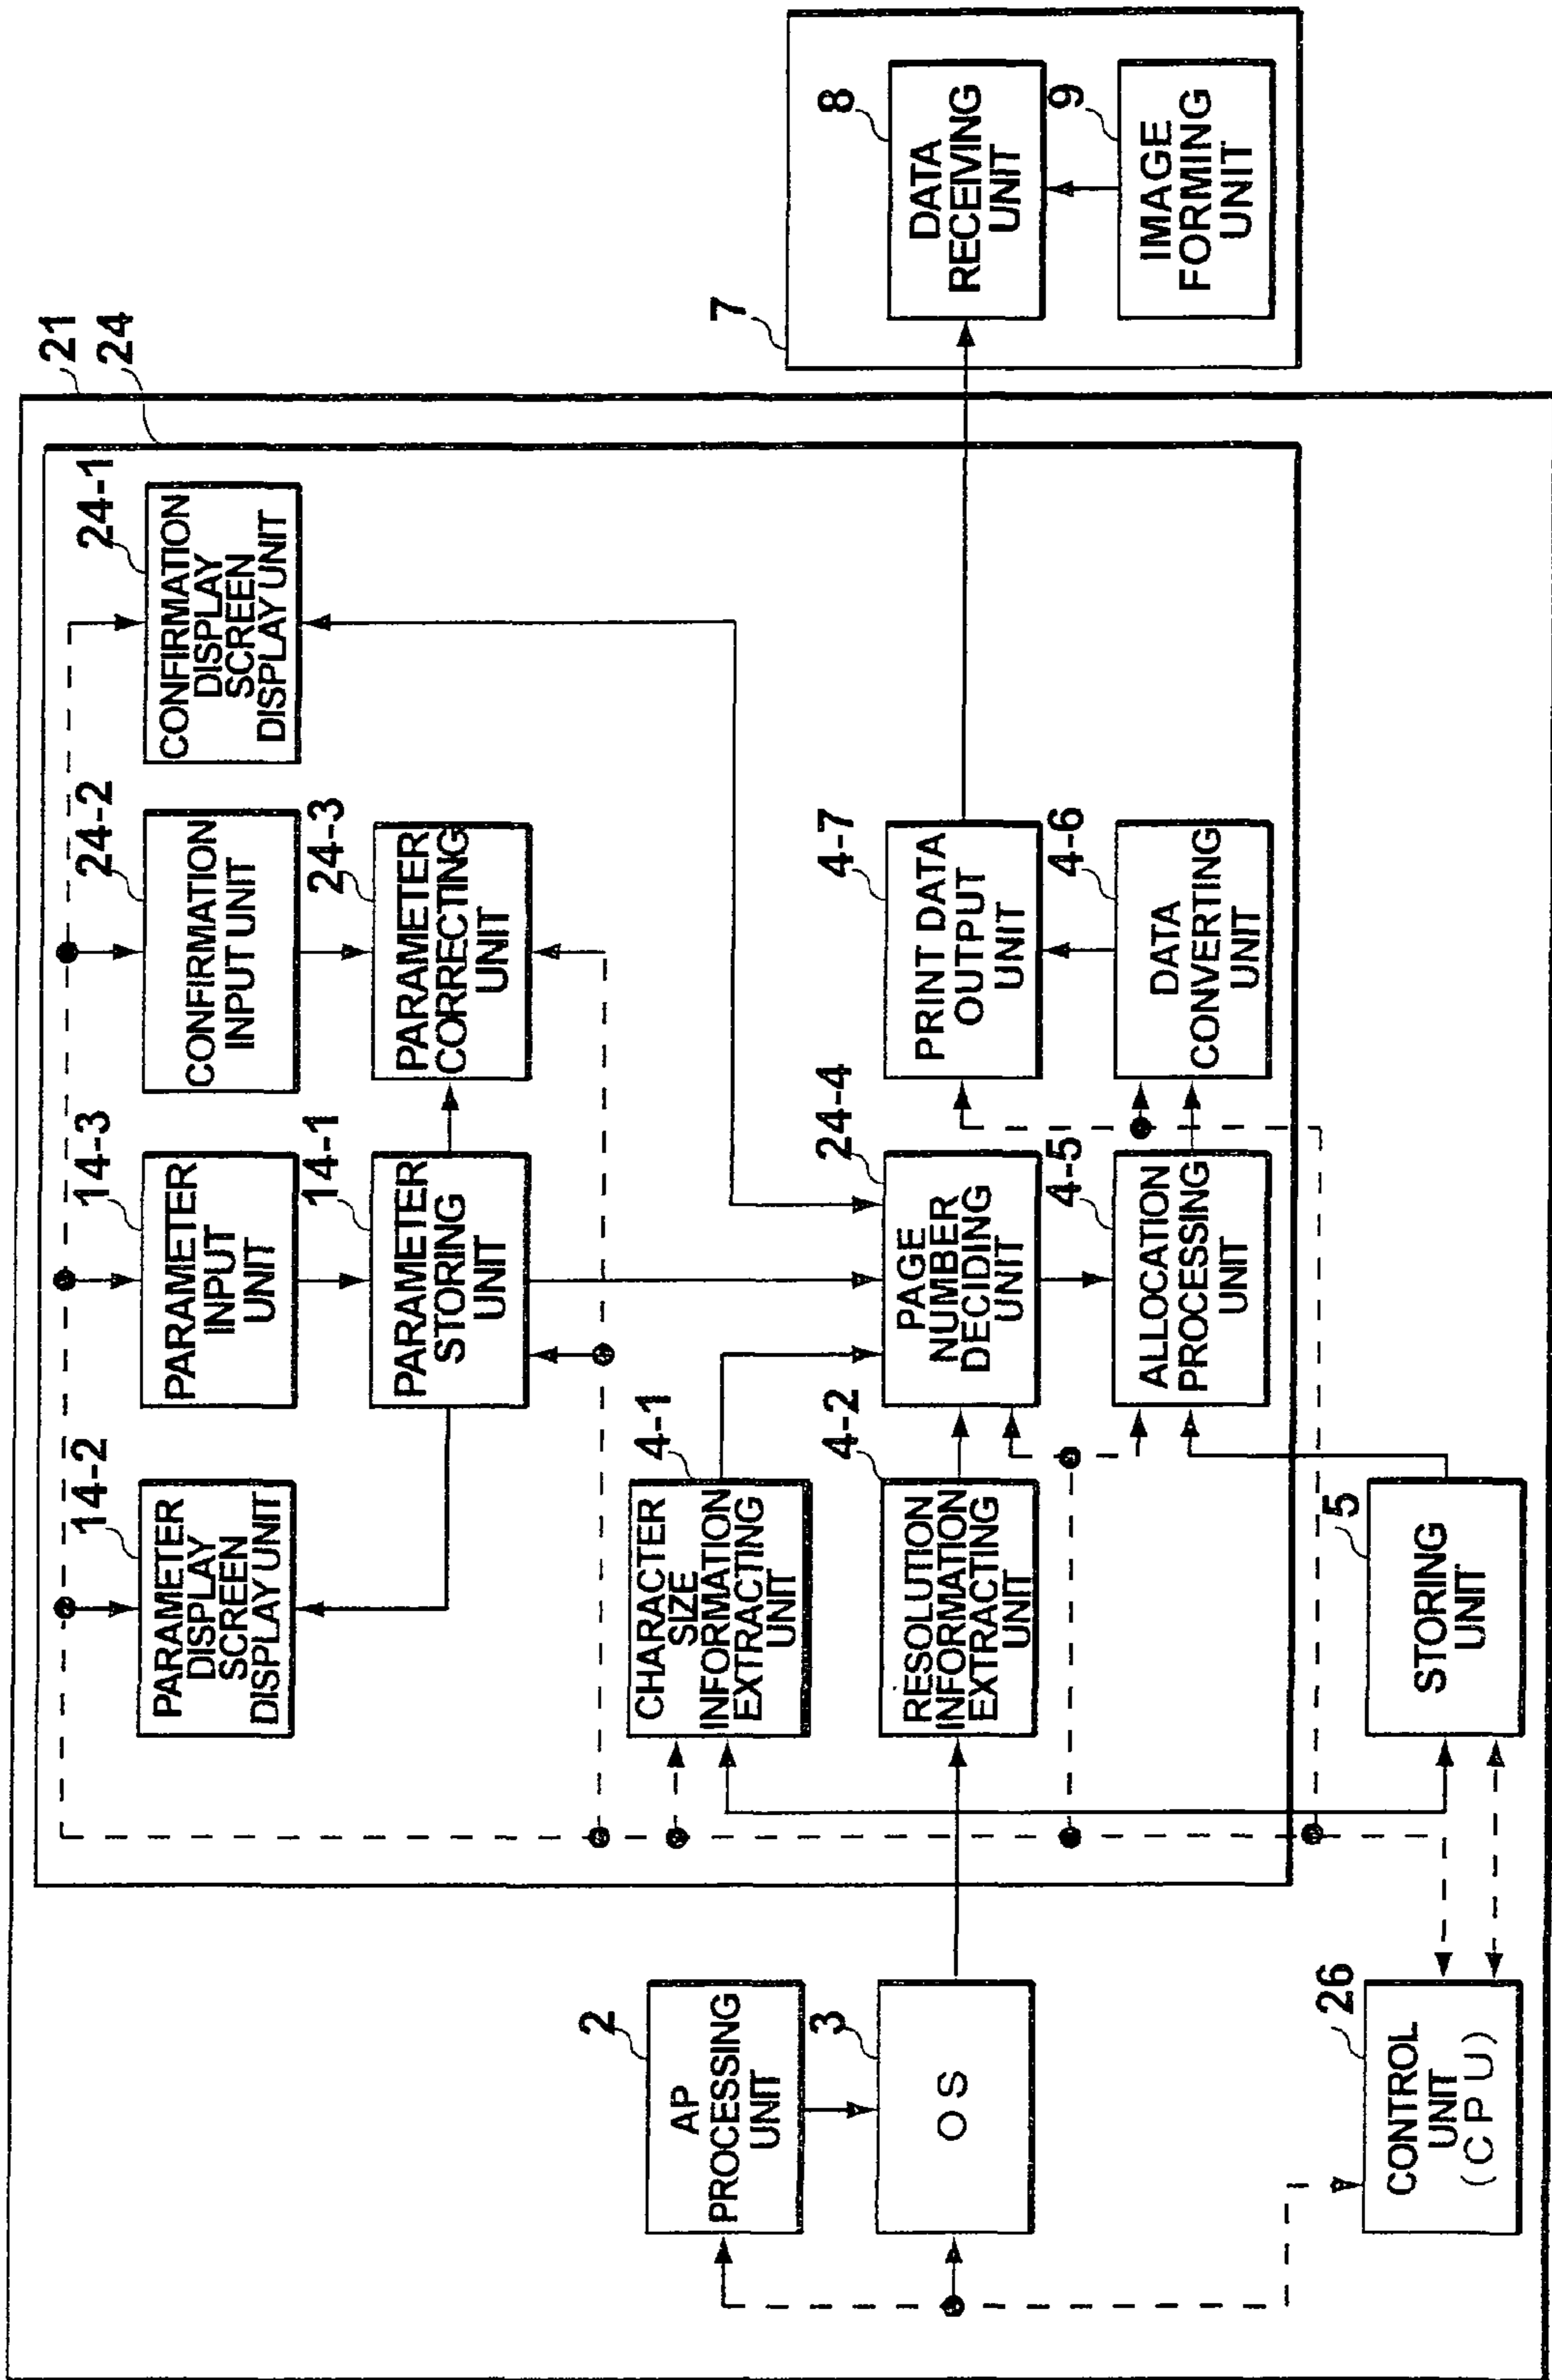 21
24
14-2
PARAMETER
DISPLAY
SCREEN
DISPLAY UNIT
14-3
PARAMETER
INPUT
UNIT
24-2
CONFIRMATION
INPUT UNIT
24-1
CONFIRMATION
DISPLAY
SCREEN
DISPLAY UNIT
14-1
PARAMETER
STORING
UNIT
24-3
PARAMETER
CORRECTING
UNIT
2
AP
PROCESSING
UNIT
4-1
CHARACTER
SIZE
INFORMATION
EXTRACTING
UNIT
3
OS
4-2
RESOLUTION
INFORMATION
EXTRACTING
UNIT
24-4
PAGE
NUMBER
DECIDING
UNIT
4-7
PRINT DATA
OUTPUT
UNIT
7
8
DATA
RECEIVING
UNIT
4-5
ALLOCATION
PROCESSING
UNIT
4-6
DATA
CONVERTING
UNIT
9
IMAGE
FORMING
UNIT
26
CONTROL
UNIT
(CPU)
5
STORING
UNIT